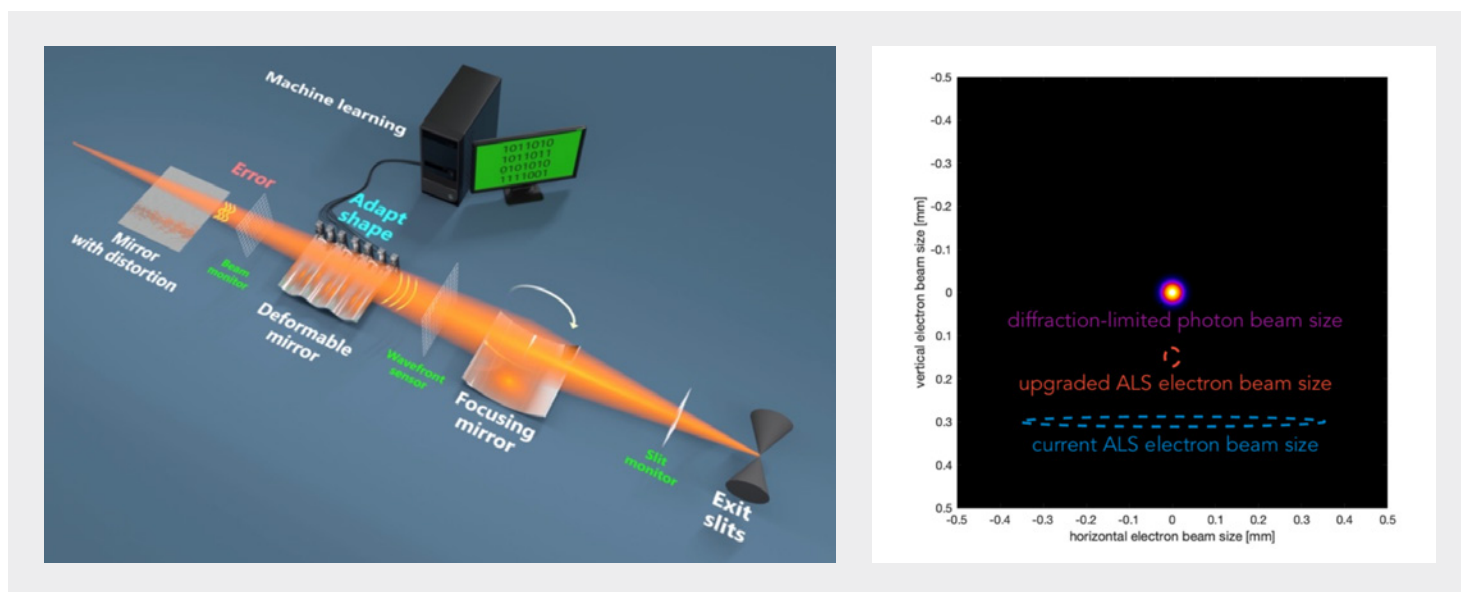 Machine learning
1011010
1011011
0101010
1111001
Error
Adapt
shape
Mirror
with distortion
Beam
monitor
Deformable
mirror
Wavefront
sensor
Focusing
mirror
Slit
monitor
Exit
slits
vertical electron beam size [mm]
-0.5
-0.4
-0.3
-0.2
-0.1
0
0.1
0.2
0.3
0.4
0.5
diffraction-limited photon beam size
upgraded ALS electron beam size
current ALS electron beam size
-0.5 -0.4 -0.3 -0.2 -0.1 0 0.1 0.2 0.3 0.4 0.5
horizontal electron beam size [mm]